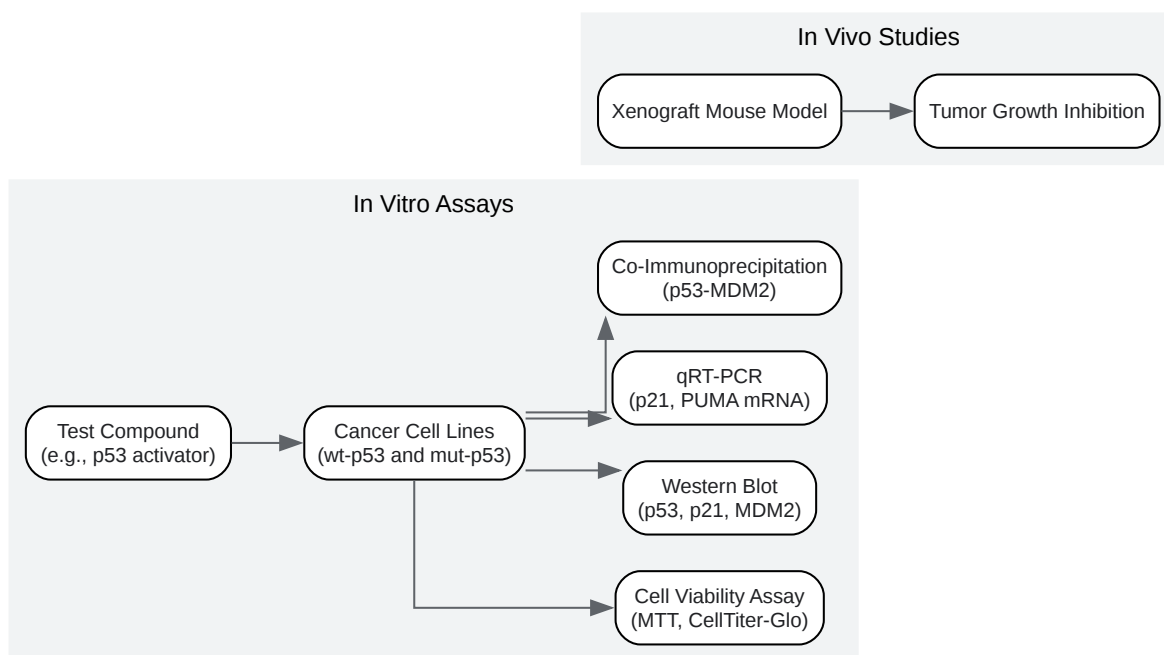 In Vivo Studies
Xenograft Mouse Model
Tumor Growth Inhibition
In Vitro Assays
Co-Immunoprecipitation
(p53-MDM2)
qRT-PCR
(p21, PUMA mRNA)
Test Compound
(e.g., p53 activator)
Cancer Cell Lines
(wt-p53 and mut-p53)
Western Blot
(p53, p21, MDM2)
Cell Viability Assay
(MTT, CellTiter-Glo)